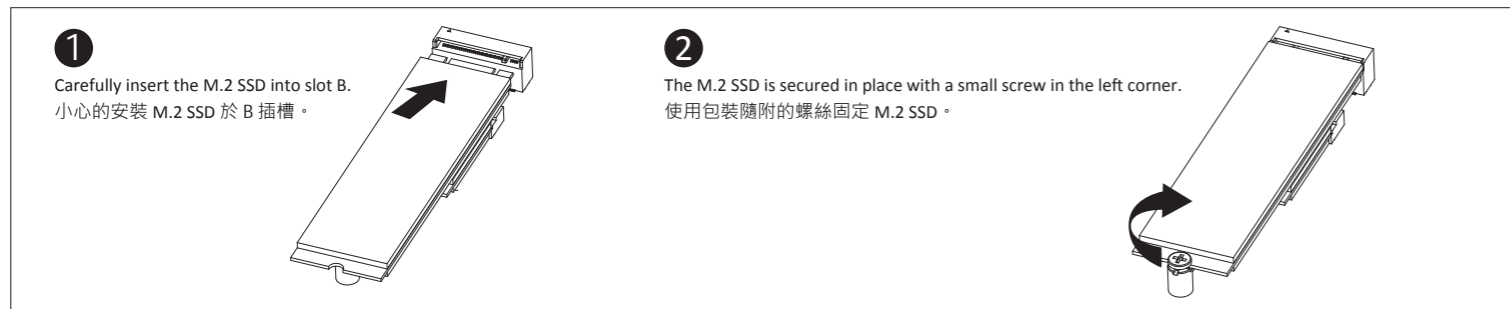 1
Carefully insert the M.2 SSD into slot B.
小心的安裝 M.2 SSD 於 B 插槽。
2
The M.2 SSD is secured in place with a small screw in the left corner.
使用包裝隨附的螺絲固定 M.2 SSD。